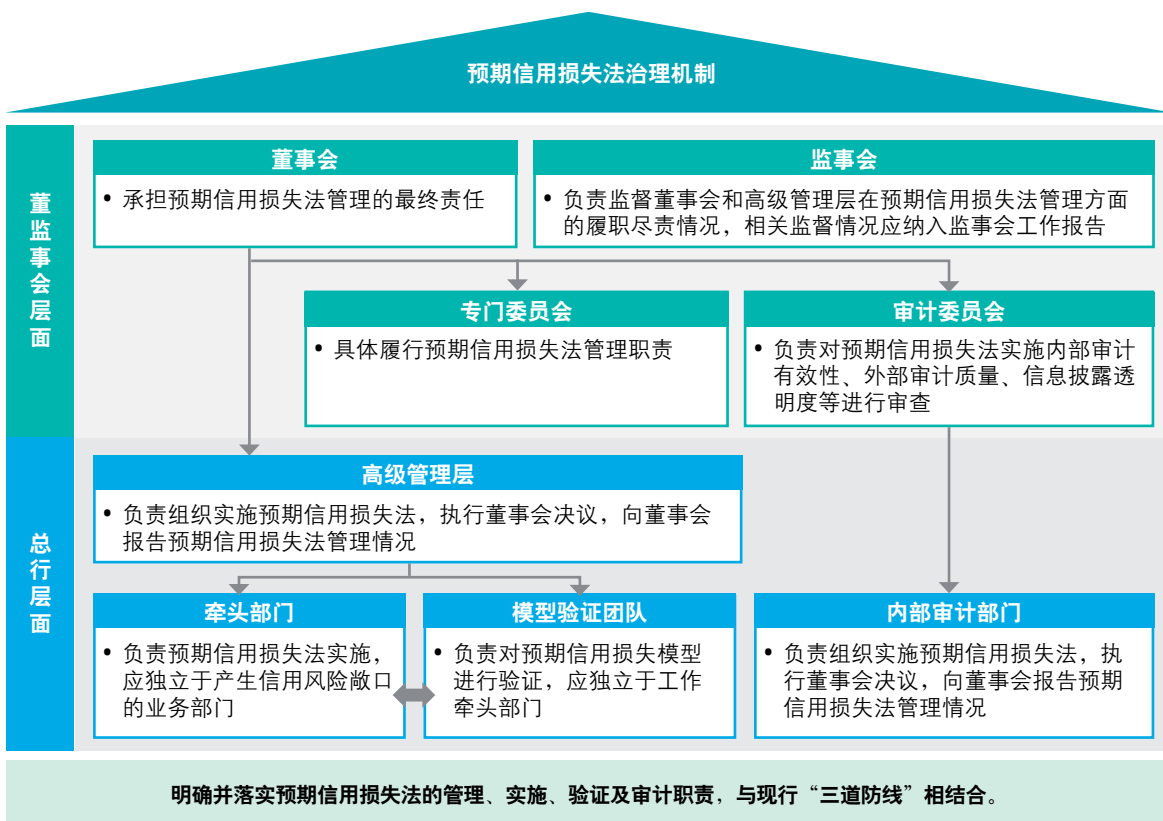 预期信用损失法治理机制
董监事会层面
董事会
• 承担预期信用损失法管理的最终责任
监事会
• 负责监督董事会和高级管理层在预期信用损失法管理方面
的履职尽责情况，相关监督情况应纳入监事会工作报告
专门委员会
• 具体履行预期信用损失法管理职责
审计委员会
• 负责对预期信用损失法实施内部审计
有效性、外部审计质量、信息披露透
明度等进行审查
总行层面
高级管理层
• 负责组织实施预期信用损失法，执行董事会决议，向董事会
报告预期信用损失法管理情况
牵头部门
• 负责预期信用损失法实施，
应独立于产生信用风险敞口
的业务部门
模型验证团队
• 负责对预期信用损失模型
进行验证，应独立于工作
牵头部门
内部审计部门
• 负责组织实施预期信用损失法，执
行董事会决议，向董事会报告预期
信用损失法管理情况
明确并落实预期信用损失法的管理、实施、验证及审计职责，与现行“三道防线”相结合。